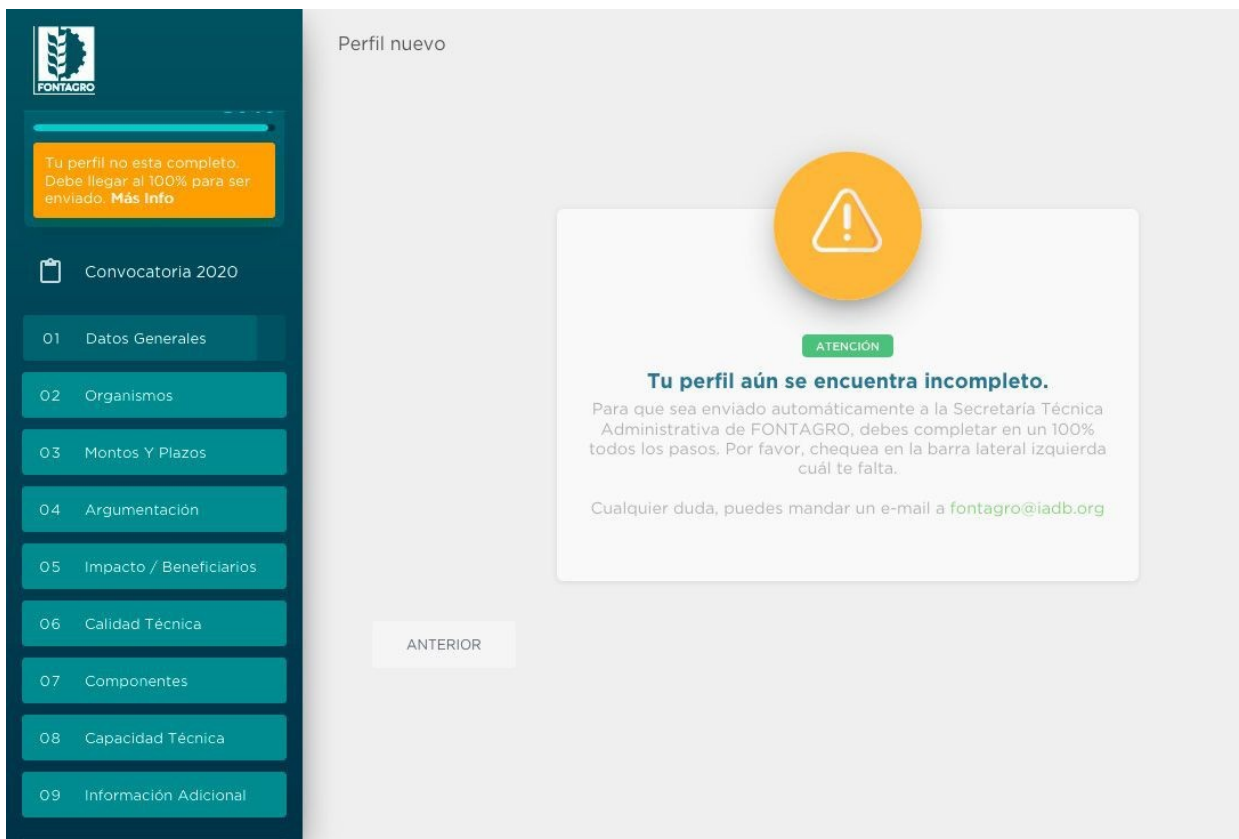 FONTAGRO
Tu perfil no esta completo.
Debe llegar al 100% para ser
enviado. Más Info
Convocatoria 2020
01 Datos Generales
02 Organismos
03 Montos Y Plazos
04 Argumentación
05 Impacto / Beneficiarios
06 Calidad Técnica
07 Componentes
08 Capacidad Técnica
09 Información Adicional
Perfil nuevo
ATENCIÓN
Tu perfil aún se encuentra incompleto.
Para que sea enviado automáticamente a la Secretaría Técnica
Administrativa de FONTAGRO, debes completar en un 100%
todos los pasos. Por favor, chequea en la barra lateral izquierda
cuál te falta.
Cualquier duda, puedes mandar un e-mail a fontagro@iadb.org
ANTERIOR